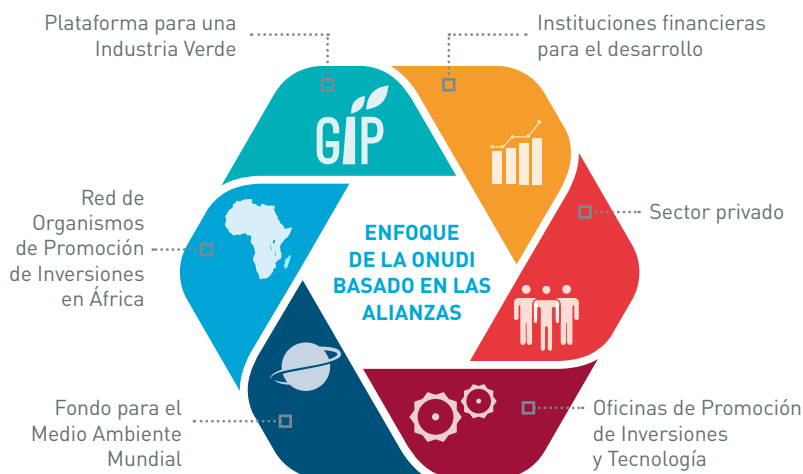 Plataforma para una
Industria Verde
Instituciones financieras
para el desarrollo
GIP
Red de
Organismos
de Promoción
de Inversiones
en África
ENFOQUE
DE LA ONUDI
BASADO EN LAS
ALIANZAS
Sector privado
Fondo para el
Medio Ambiente
Mundial
Oficinas de Promoción
de Inversiones
y Tecnología